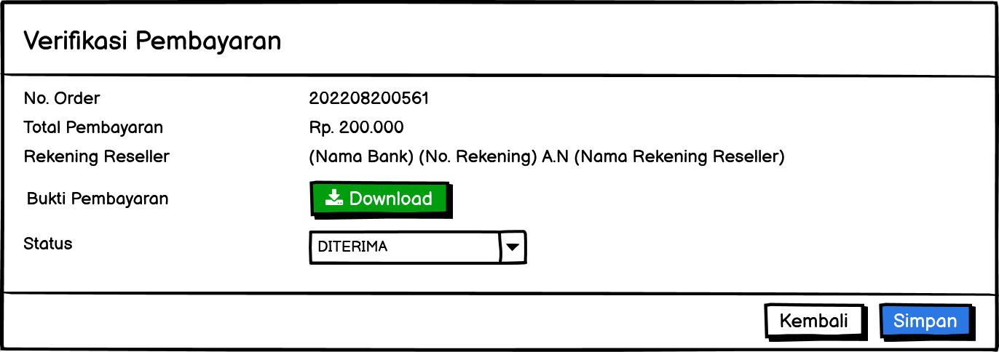 Verifikasi Pembayaran
No. Order 202208200561
Total Pembayaran Rp. 200.000
Rekening Reseller (Nama Bank) (No. Rekening) A.N (Nama Rekening Reseller)
Bukti Pembayaran Download
Status DITERIMA
Kembali Simpan